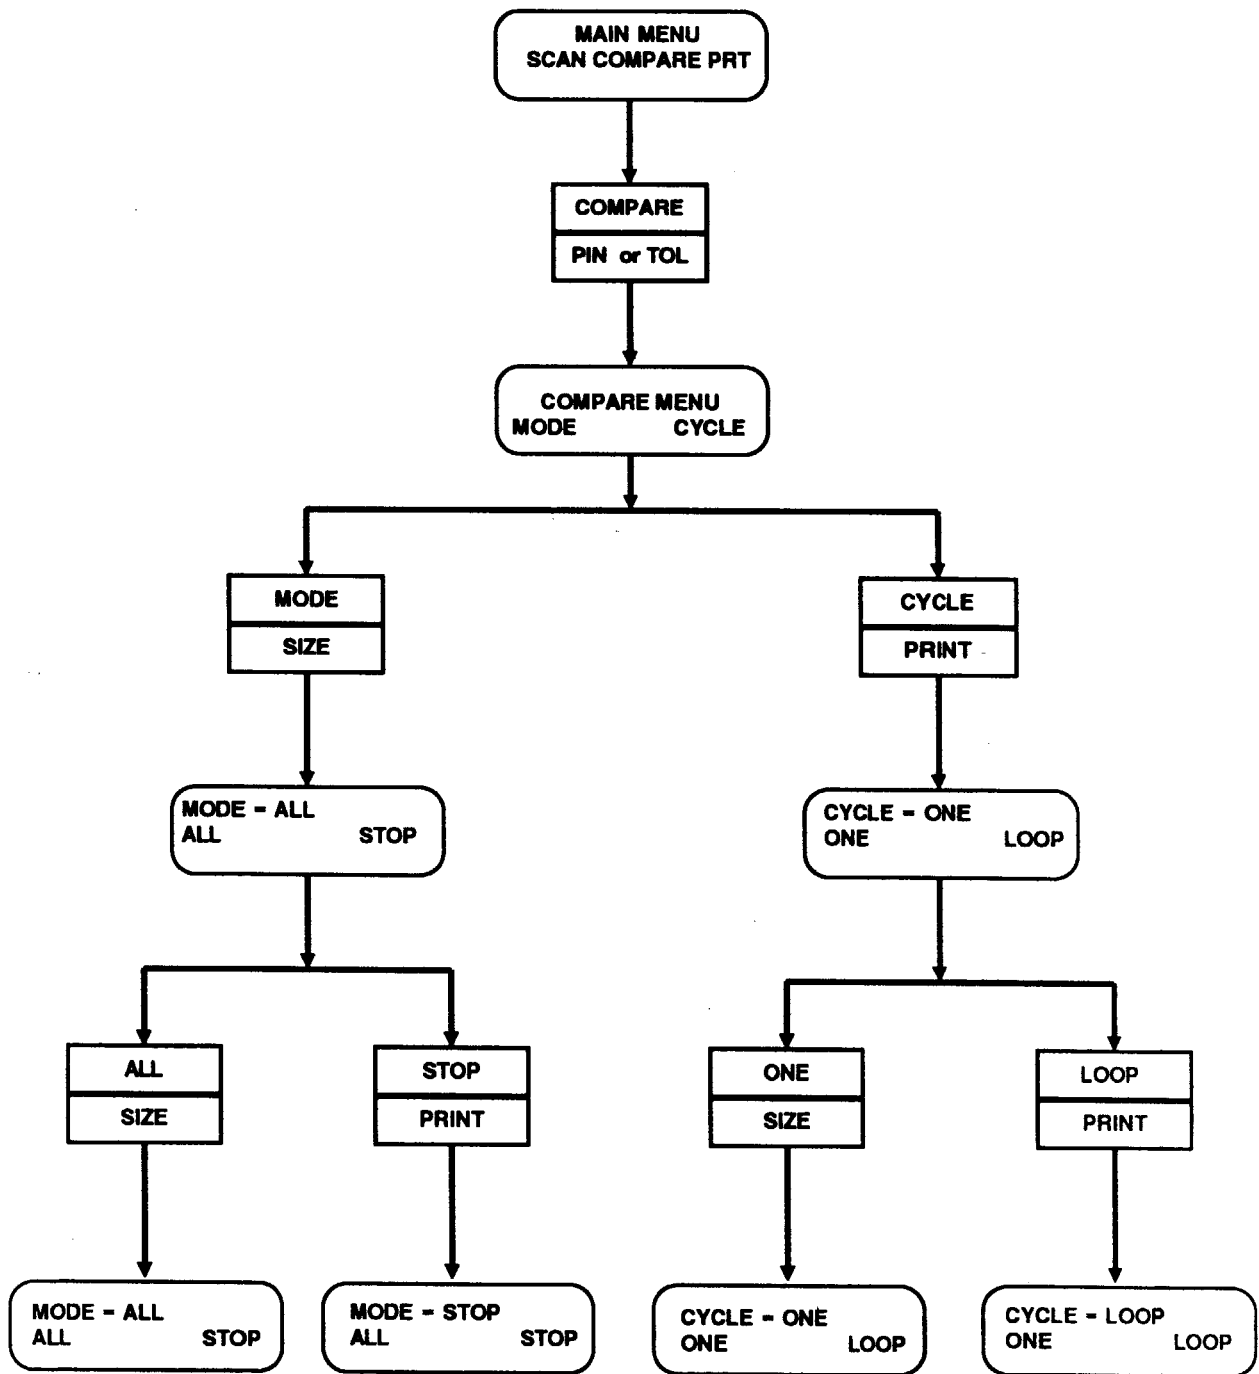 MAIN MENU
SCAN COMPARE PRT
COMPARE
PIN or TOL
COMPARE MENU
MODE CYCLE
MODE
SIZE
CYCLE
PRINT
MODE = ALL
ALL STOP
CYCLE = ONE
ONE LOOP
ALL
SIZE
STOP
PRINT
ONE
SIZE
LOOP
PRINT
MODE = ALL
ALL STOP
MODE = STOP
ALL STOP
CYCLE = ONE
ONE LOOP
CYCLE = LOOP
ONE LOOP